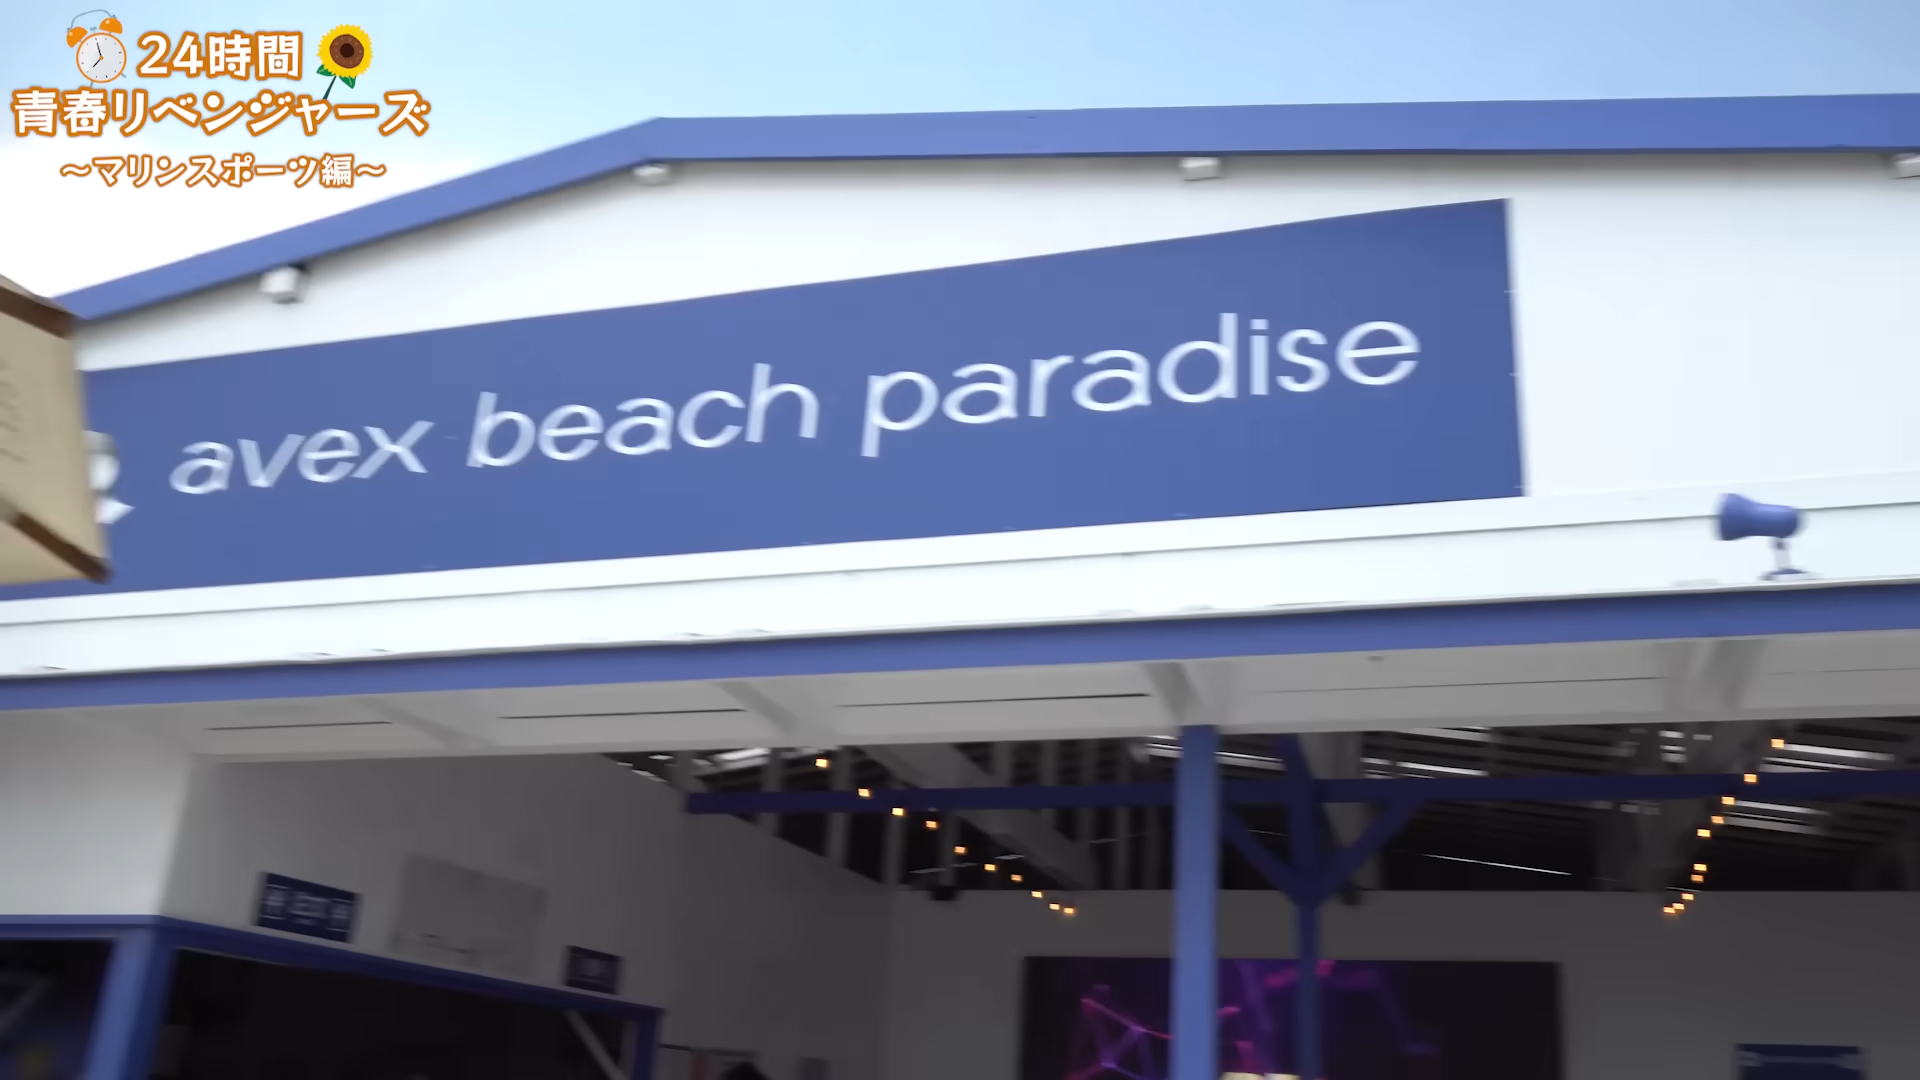 24時間
青春リベンジャーズ
～マリンスポーツ編～
& avex beach paradise